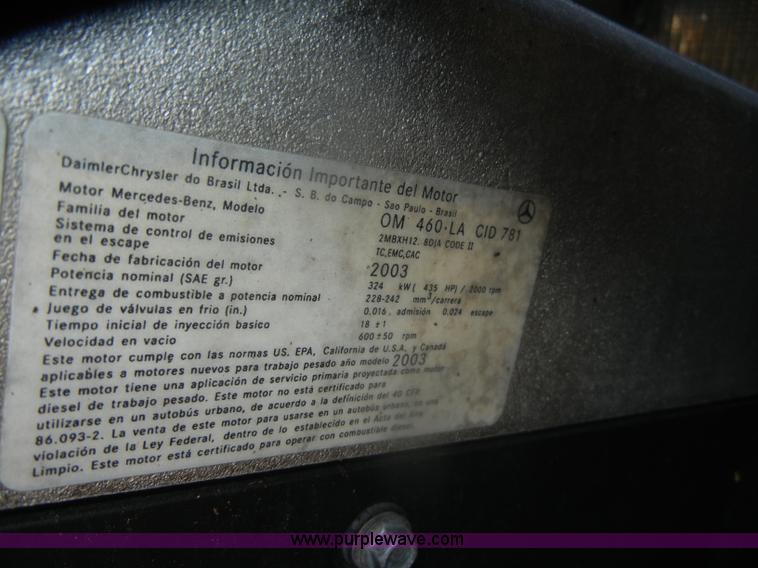 Información Importante del Motor
DaimlerChrysler do Brasil Ltda. - S. B. do Campo - Sao Paulo - Brasil
Motor Mercedes-Benz, Modelo OM 460-LA CID 781
Familia del motor 2MBXH12. 8DJA CODE II
Sistema de control de emisiones en el escape TC,EMC,CAC
Fecha de fabricación del motor 2003
Potencia nominal (SAE gr.) 324 kW ( 435 HP) / 2000 rpm
Entrega de combustible a potencia nominal 228-242 mm³/carrera
Juego de válvulas en frio (in.) 0.016, admisión 0.024 escape
Tiempo inicial de inyección basico 18 ± 1
Velocidad en vacio 600 ± 50 rpm
Este motor cumple con las normas US. EPA, California de U.S.A. y Canadá
aplicables a motores nuevos para trabajo pesado año modelo 2003
Este motor tiene una aplicación de servicio primaria proyectada como motor
diesel de trabajo pesado. Este motor no está certificado para
utilizarse en un autobús urbano, de acuerdo a la definición del 40 CFR
86.093-2. La venta de este motor para usarse en un autobús urbano, es una
violación de la Ley Federal, dentro de lo establecido en el Acta del Aire
Limpio. Este motor está certificado para operar con combustible diesel.
www.purplewave.com